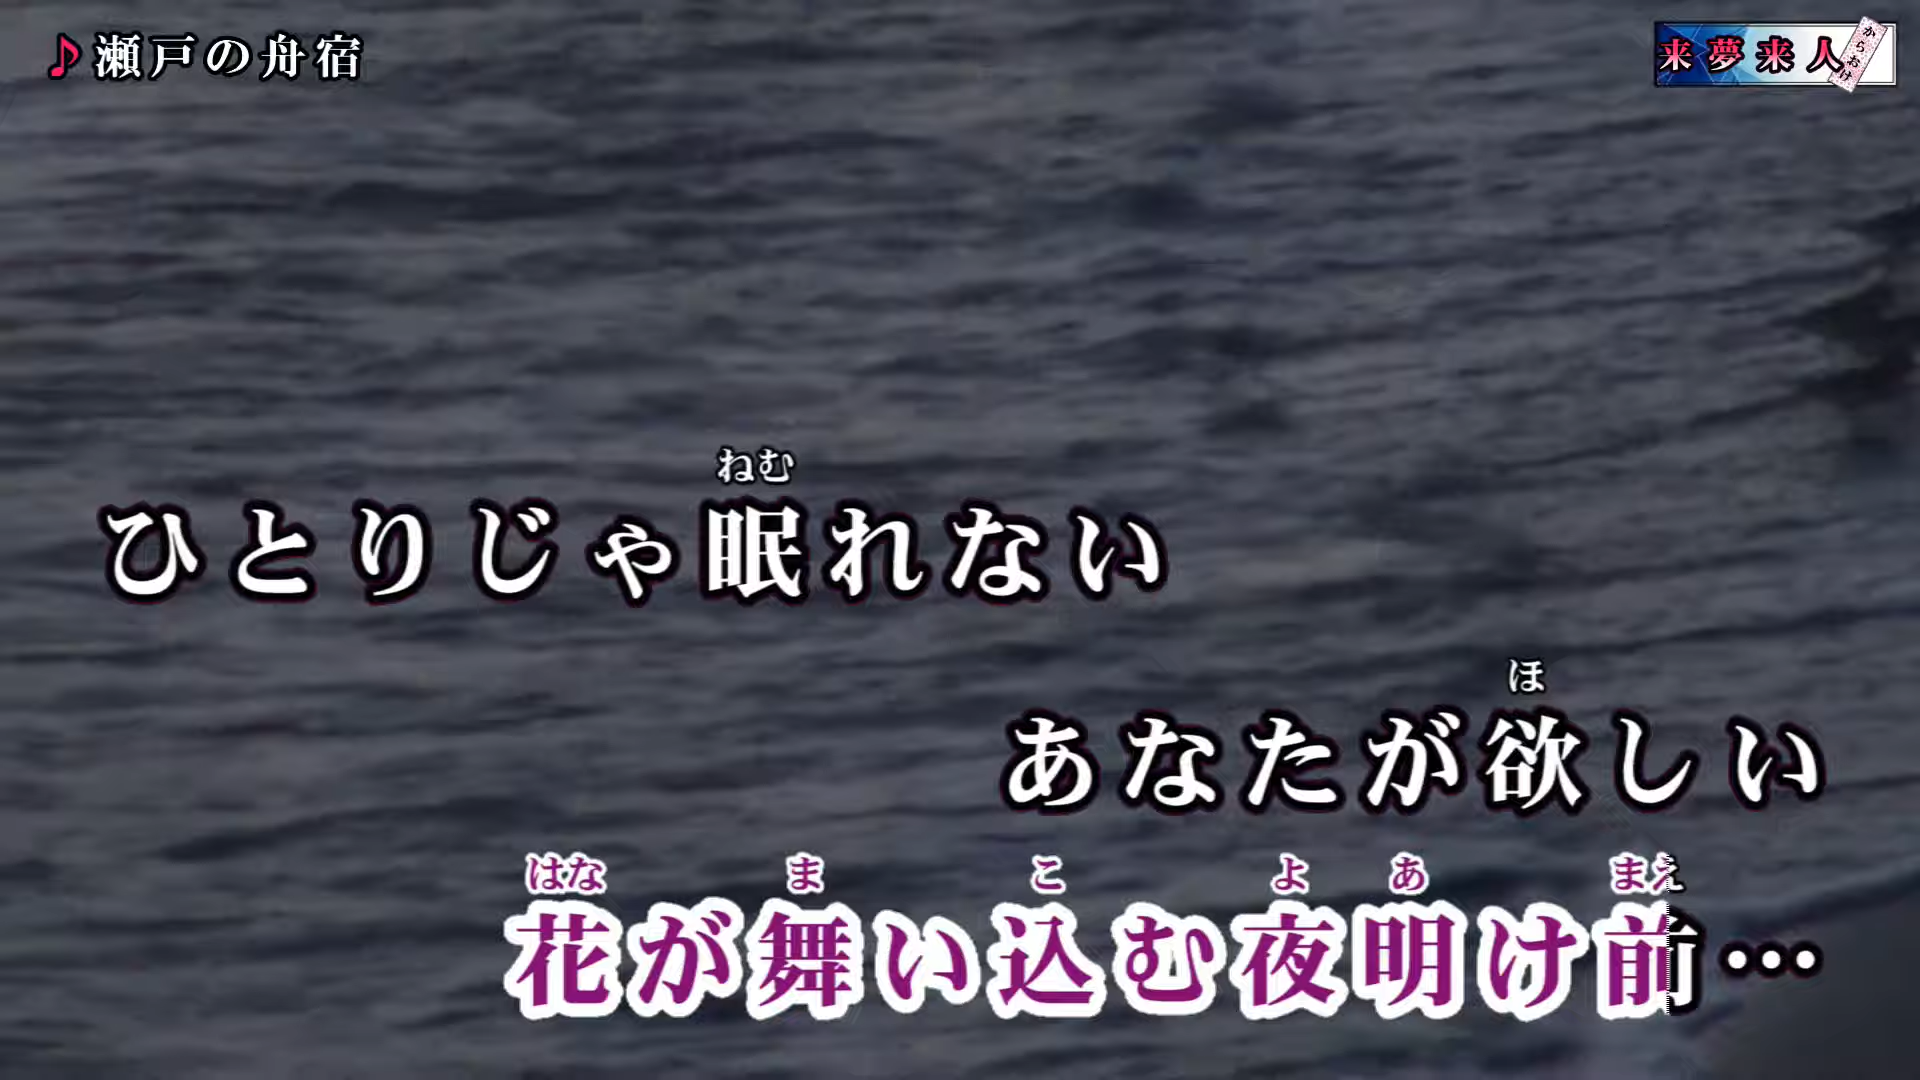 ♪瀬戸の舟宿
来夢来人 からおけ
ねむ
ひとりじゃ眠れない
ほ
あなたが欲しい
はな ま こ よ あ まえ
花が舞い込む夜明け前…